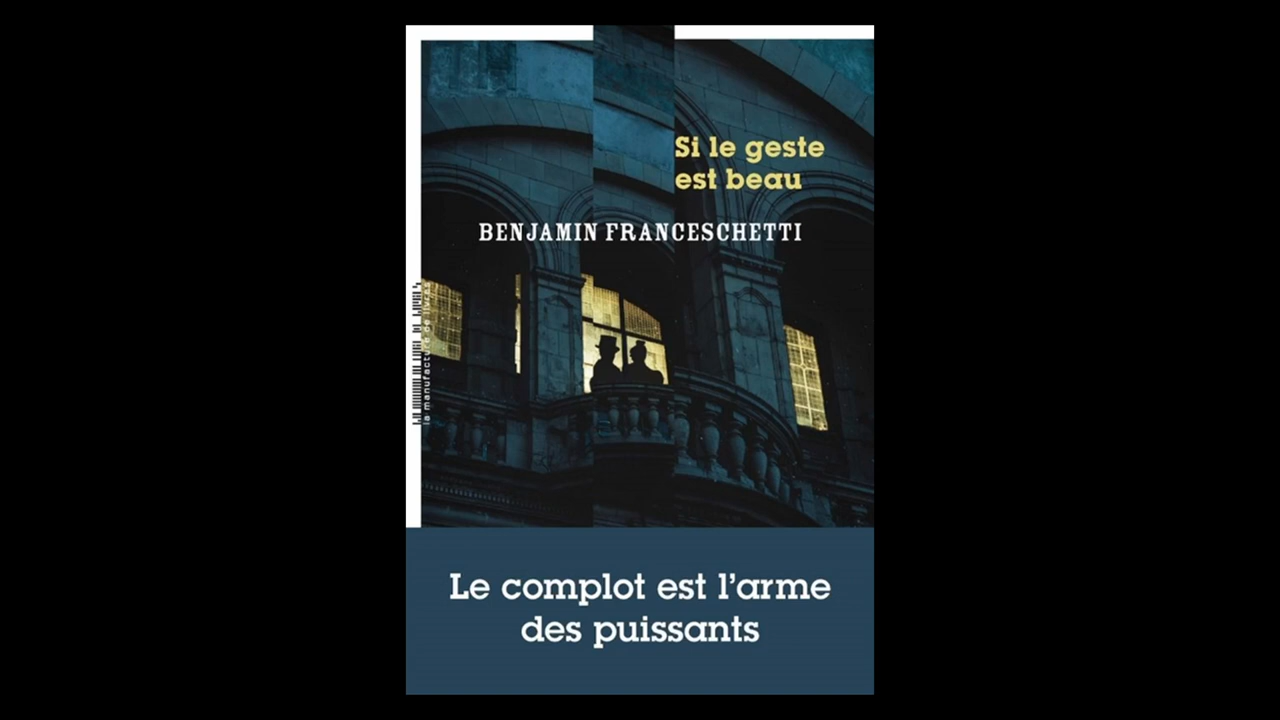 Si le geste
est beau
BENJAMIN FRANCESCHETTI
la manufacture de livres
Le complot est l'arme
des puissants